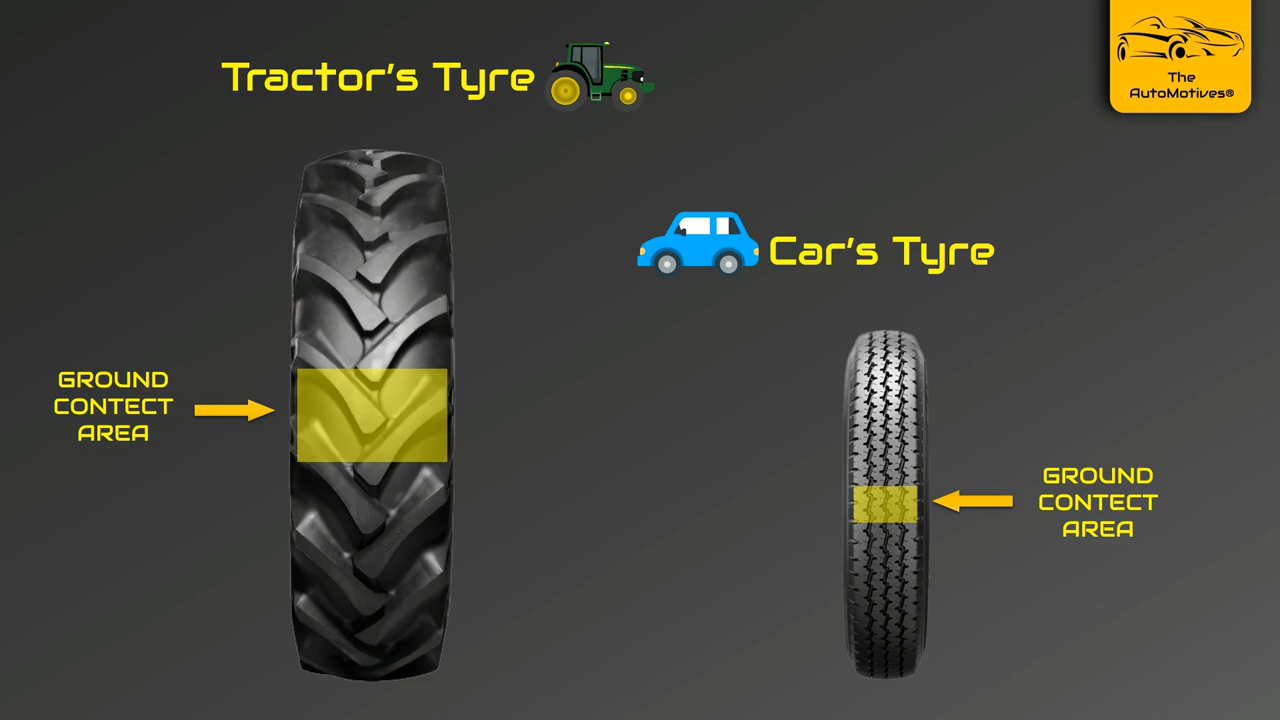 Tractor's Tyre
The
AutoMotives®
Car's Tyre
GROUND
CONTECT
AREA
GROUND
CONTECT
AREA